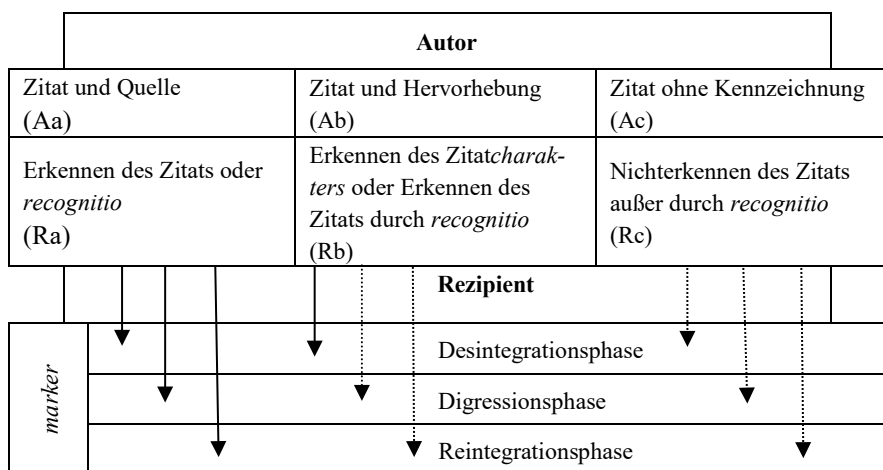 Autor
Zitat und Quelle
(Aa)
Zitat und Hervorhebung
(Ab)
Zitat ohne Kennzeichnung
(Ac)
Erkennen des Zitats oder
recognitio
(Ra)
Erkennen des Zitatcharak-
ters oder Erkennen des
Zitats durch recognitio
(Rb)
Nichterkennen des Zitats
außer durch recognitio
(Rc)
Rezipient
marker
Desintegrationsphase
Digressionsphase
Reintegrationsphase